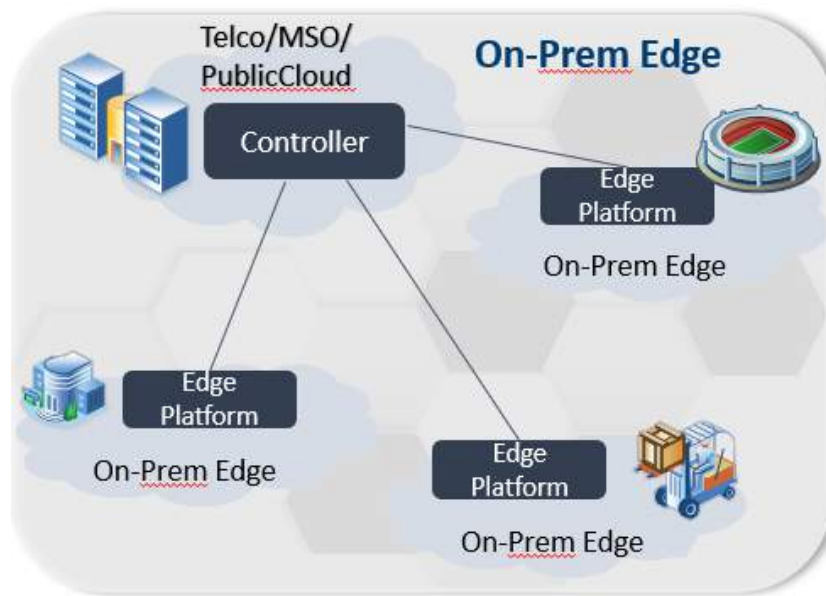 Telco/MSO/
PublicCloud
On-Prem Edge
Controller
Edge
Platform
On-Prem Edge
Edge
Platform
On-Prem Edge
Edge
Platform
On-Prem Edge